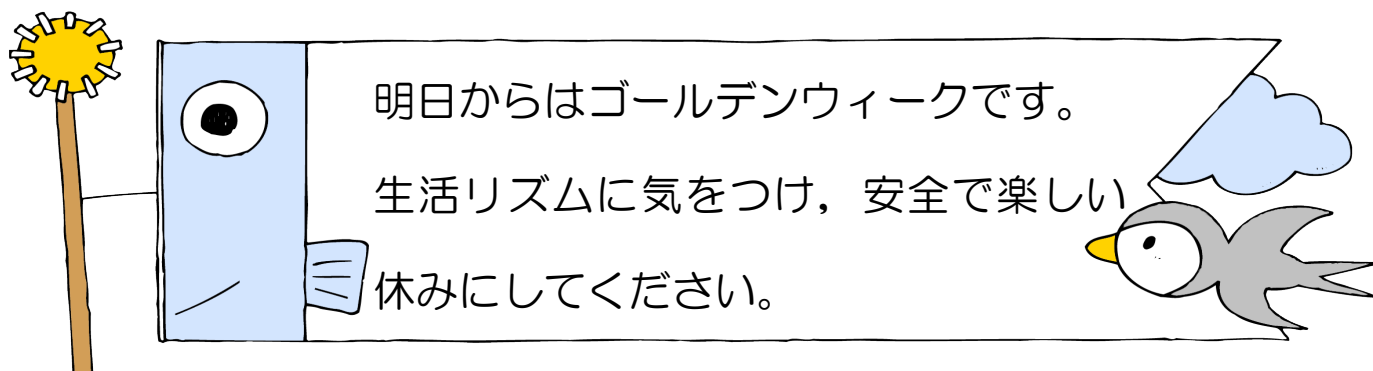 明日からはゴールデンウィークです。
生活リズムに気をつけ，安全で楽しい
休みにしてください。